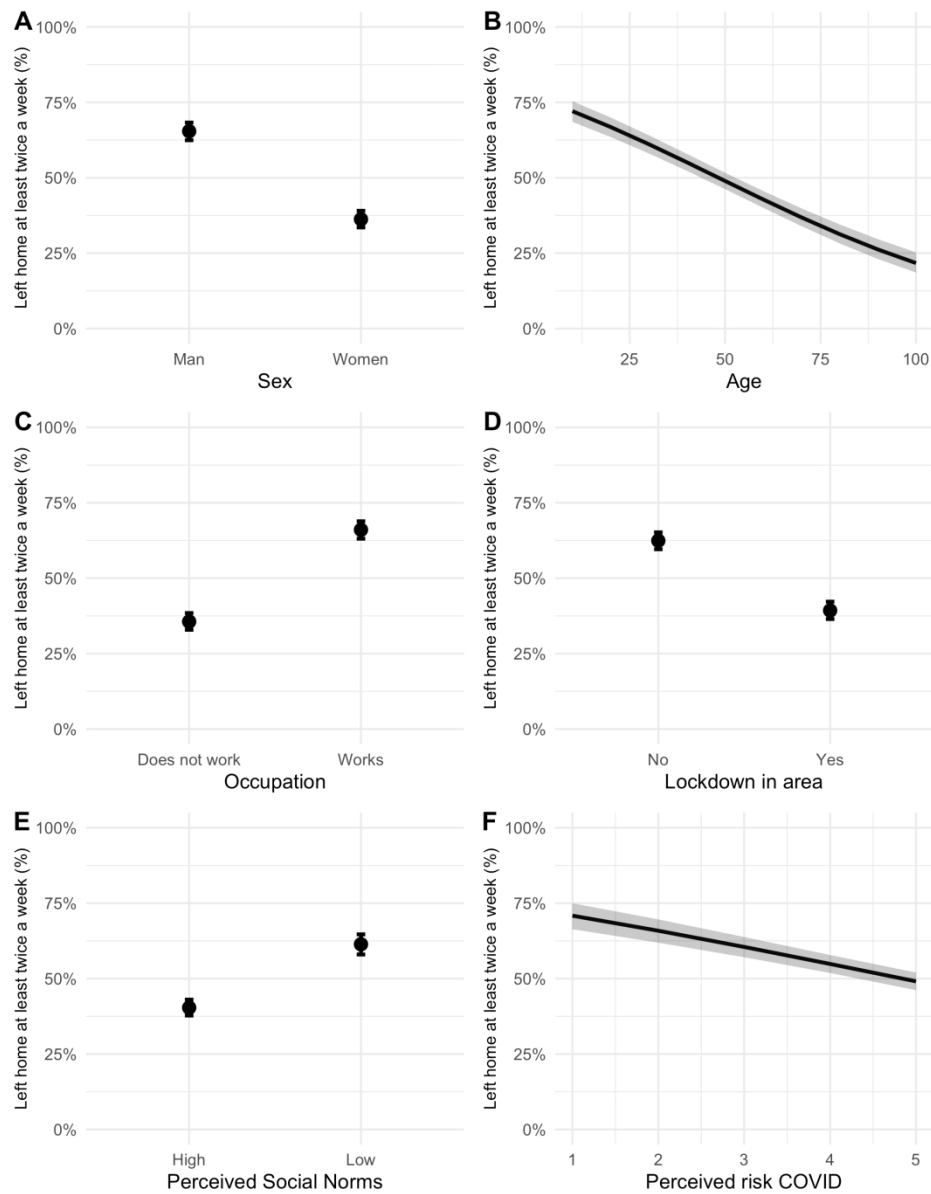 A
Left home at least twice a week (%)
100%
75%
50%
25%
0%
Man Women
Sex
B
Left home at least twice a week (%)
100%
75%
50%
25%
0%
25 50 75 100
Age
C
Left home at least twice a week (%)
100%
75%
50%
25%
0%
Does not work Works
Occupation
D
Left home at least twice a week (%)
100%
75%
50%
25%
0%
No Yes
Lockdown in area
E
Left home at least twice a week (%)
100%
75%
50%
25%
0%
High Low
Perceived Social Norms
F
Left home at least twice a week (%)
100%
75%
50%
25%
0%
1 2 3 4 5
Perceived risk COVID